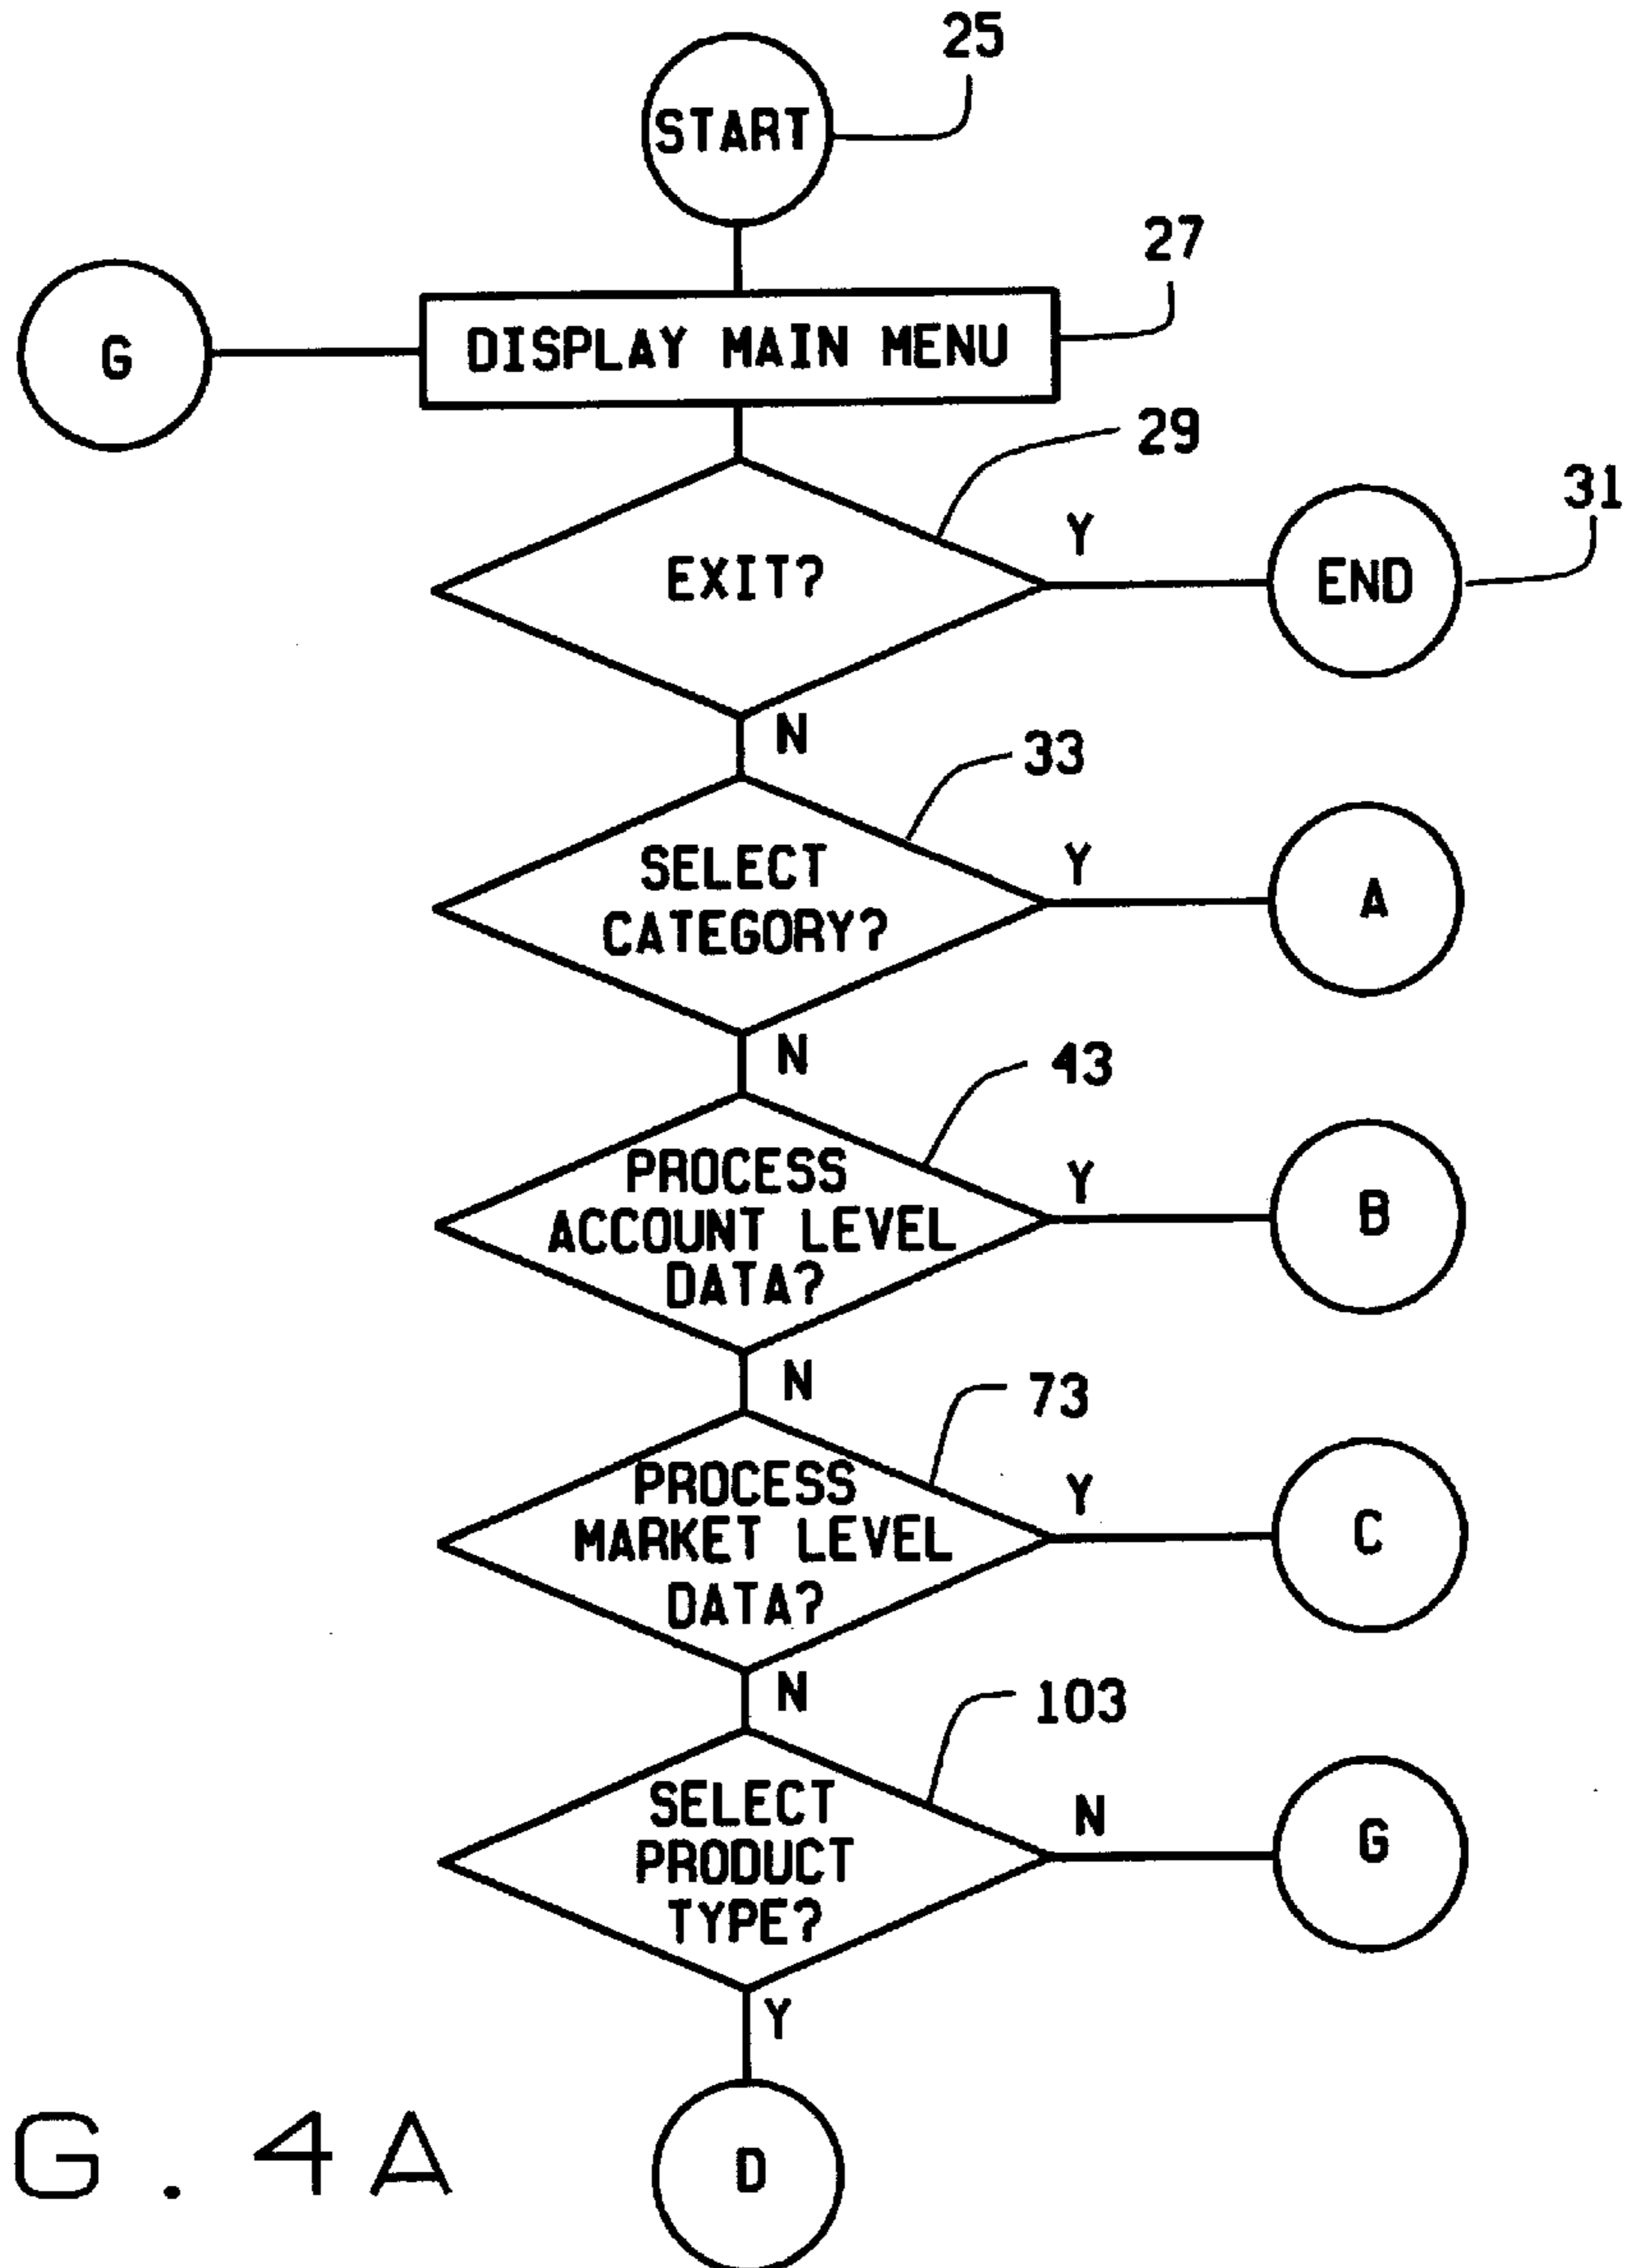 25
START
27
G
DISPLAY MAIN MENU
29
31
Y
EXIT?
END
N
33
SELECT
Y
A
CATEGORY?
N
43
PROCESS
Y
ACCOUNT LEVEL
B
DATA?
N
73
PROCESS
Y
MARKET LEVEL
C
DATA?
N
103
SELECT
N
PRODUCT
G
TYPE?
Y
D
G. 4A